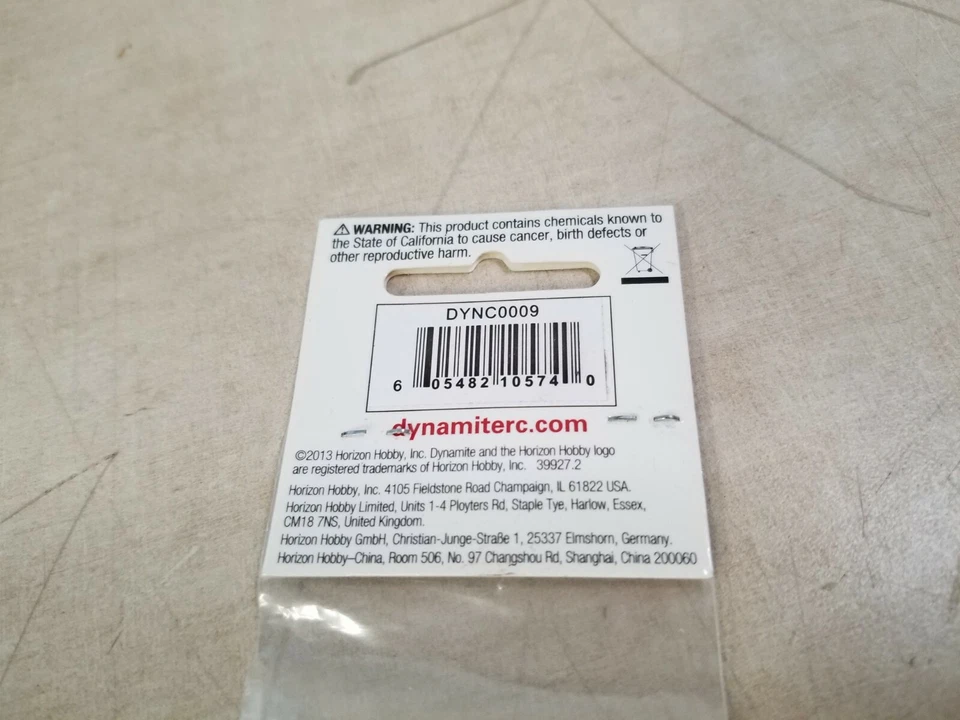 ⚠ WARNING: This product contains chemicals known to
the State of California to cause cancer, birth defects or
other reproductive harm.
DYNC0009
6 05482 10574 0
dynamiterc.com
©2013 Horizon Hobby, Inc. Dynamite and the Horizon Hobby logo
are registered trademarks of Horizon Hobby, Inc. 39927.2
Horizon Hobby, Inc. 4105 Fieldstone Road Champaign, IL 61822 USA.
Horizon Hobby Limited, Units 1-4 Ployters Rd, Staple Tye, Harlow, Essex,
CM18 7NS, United Kingdom.
Horizon Hobby GmbH, Christian-Junge-Straße 1, 25337 Elmshorn, Germany.
Horizon Hobby–China, Room 506, No. 97 Changshou Rd, Shanghai, China 200060